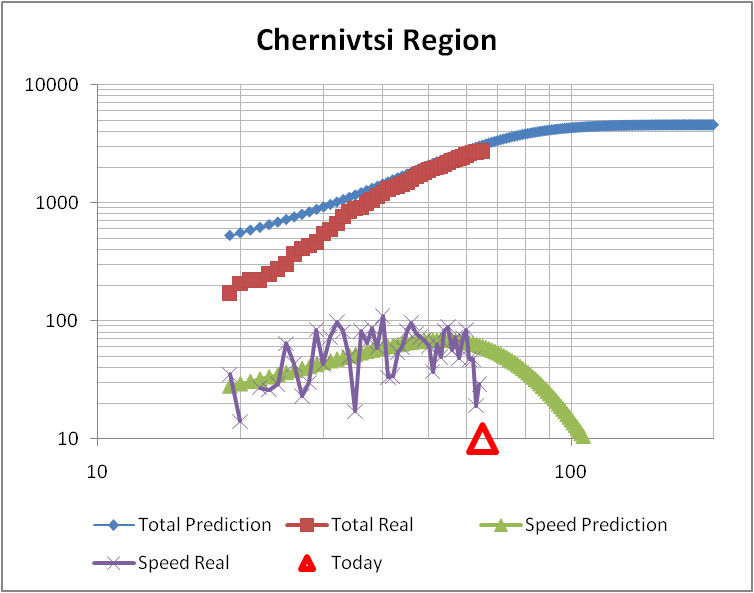 Chernivtsi Region
10000
1000
100
10
10 100
Total Prediction Total Real Speed Prediction
Speed Real Today